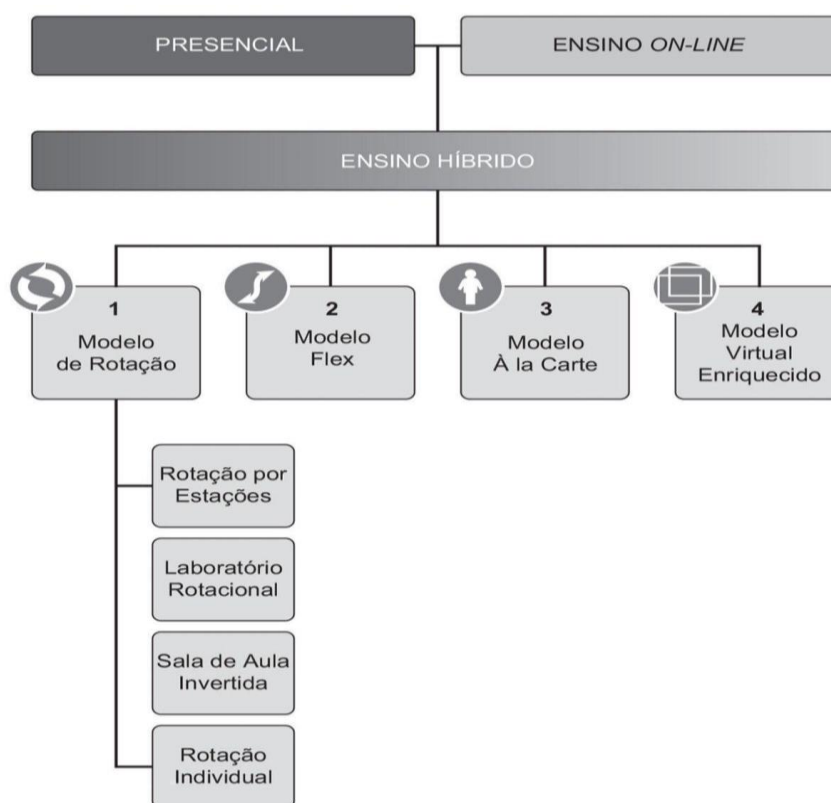 PRESENCIAL
ENSINO ON-LINE
ENSINO HÍBRIDO
1
Modelo
de Rotação
2
Modelo
Flex
3
Modelo
À la Carte
4
Modelo
Virtual
Enriquecido
Rotação por
Estações
Laboratório
Rotacional
Sala de Aula
Invertida
Rotação
Individual